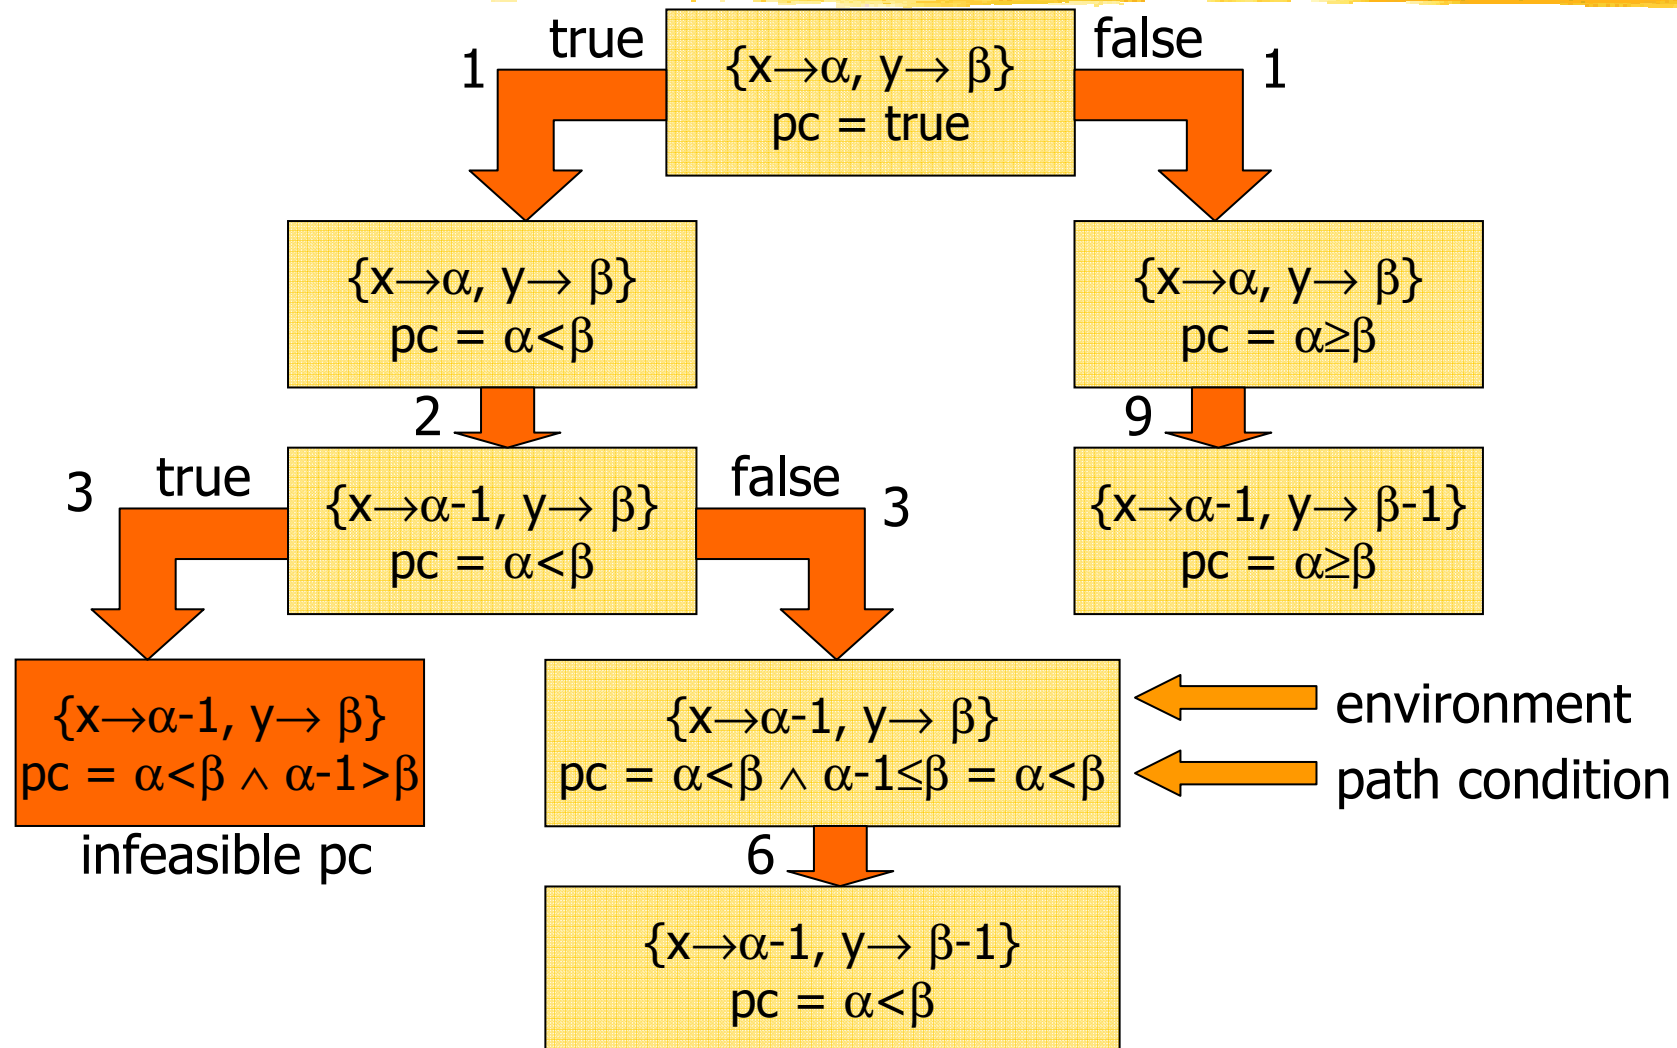 true
false
1
1
{x→α, y→ β}
pc = true
{x→α, y→ β}
pc = α<β
{x→α, y→ β}
pc = α≥β
2
9
3
true
false
3
{x→α-1, y→ β}
pc = α<β
{x→α-1, y→ β-1}
pc = α≥β
{x→α-1, y→ β}
pc = α<β ∧ α-1>β
infeasible pc
{x→α-1, y→ β}
pc = α<β ∧ α-1≤β = α<β
environment
path condition
6
{x→α-1, y→ β-1}
pc = α<β